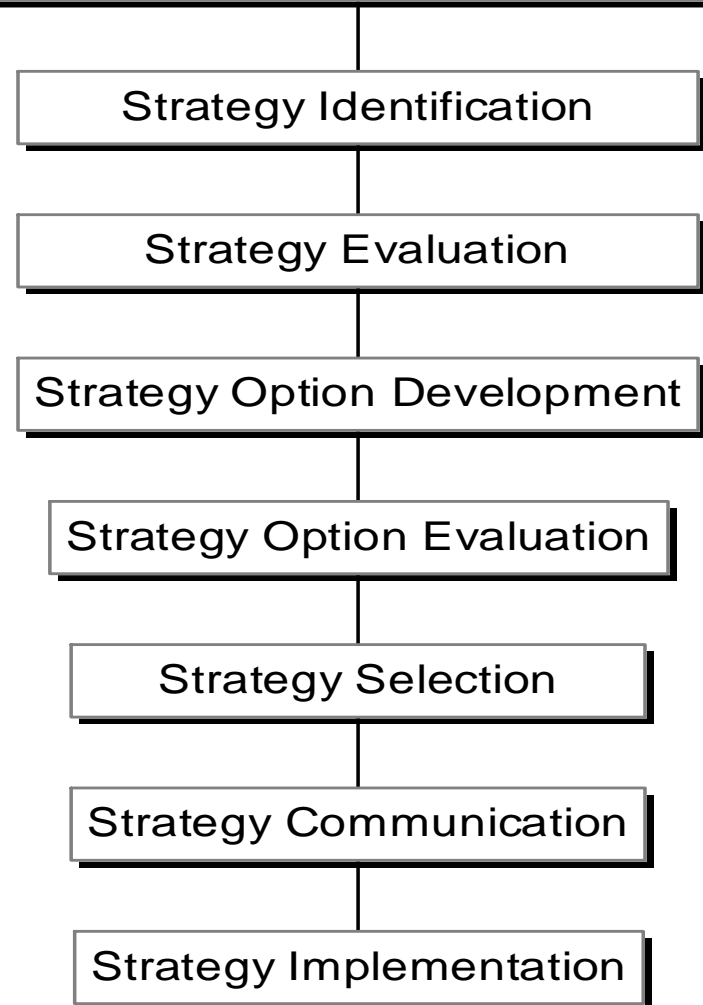 Strategy Identification
Strategy Evaluation
Strategy Option Development
Strategy Option Evaluation
Strategy Selection
Strategy Communication
Strategy Implementation